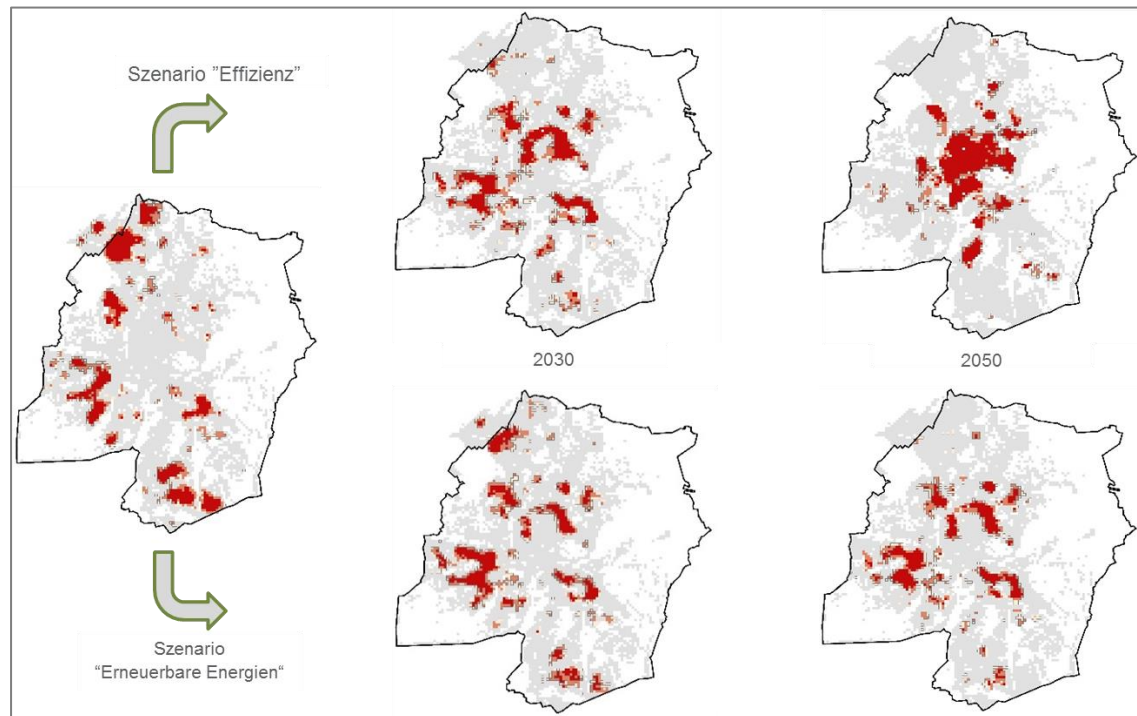 Szenario ”Effizienz”
2030
2050
Szenario
“Erneuerbare Energien“